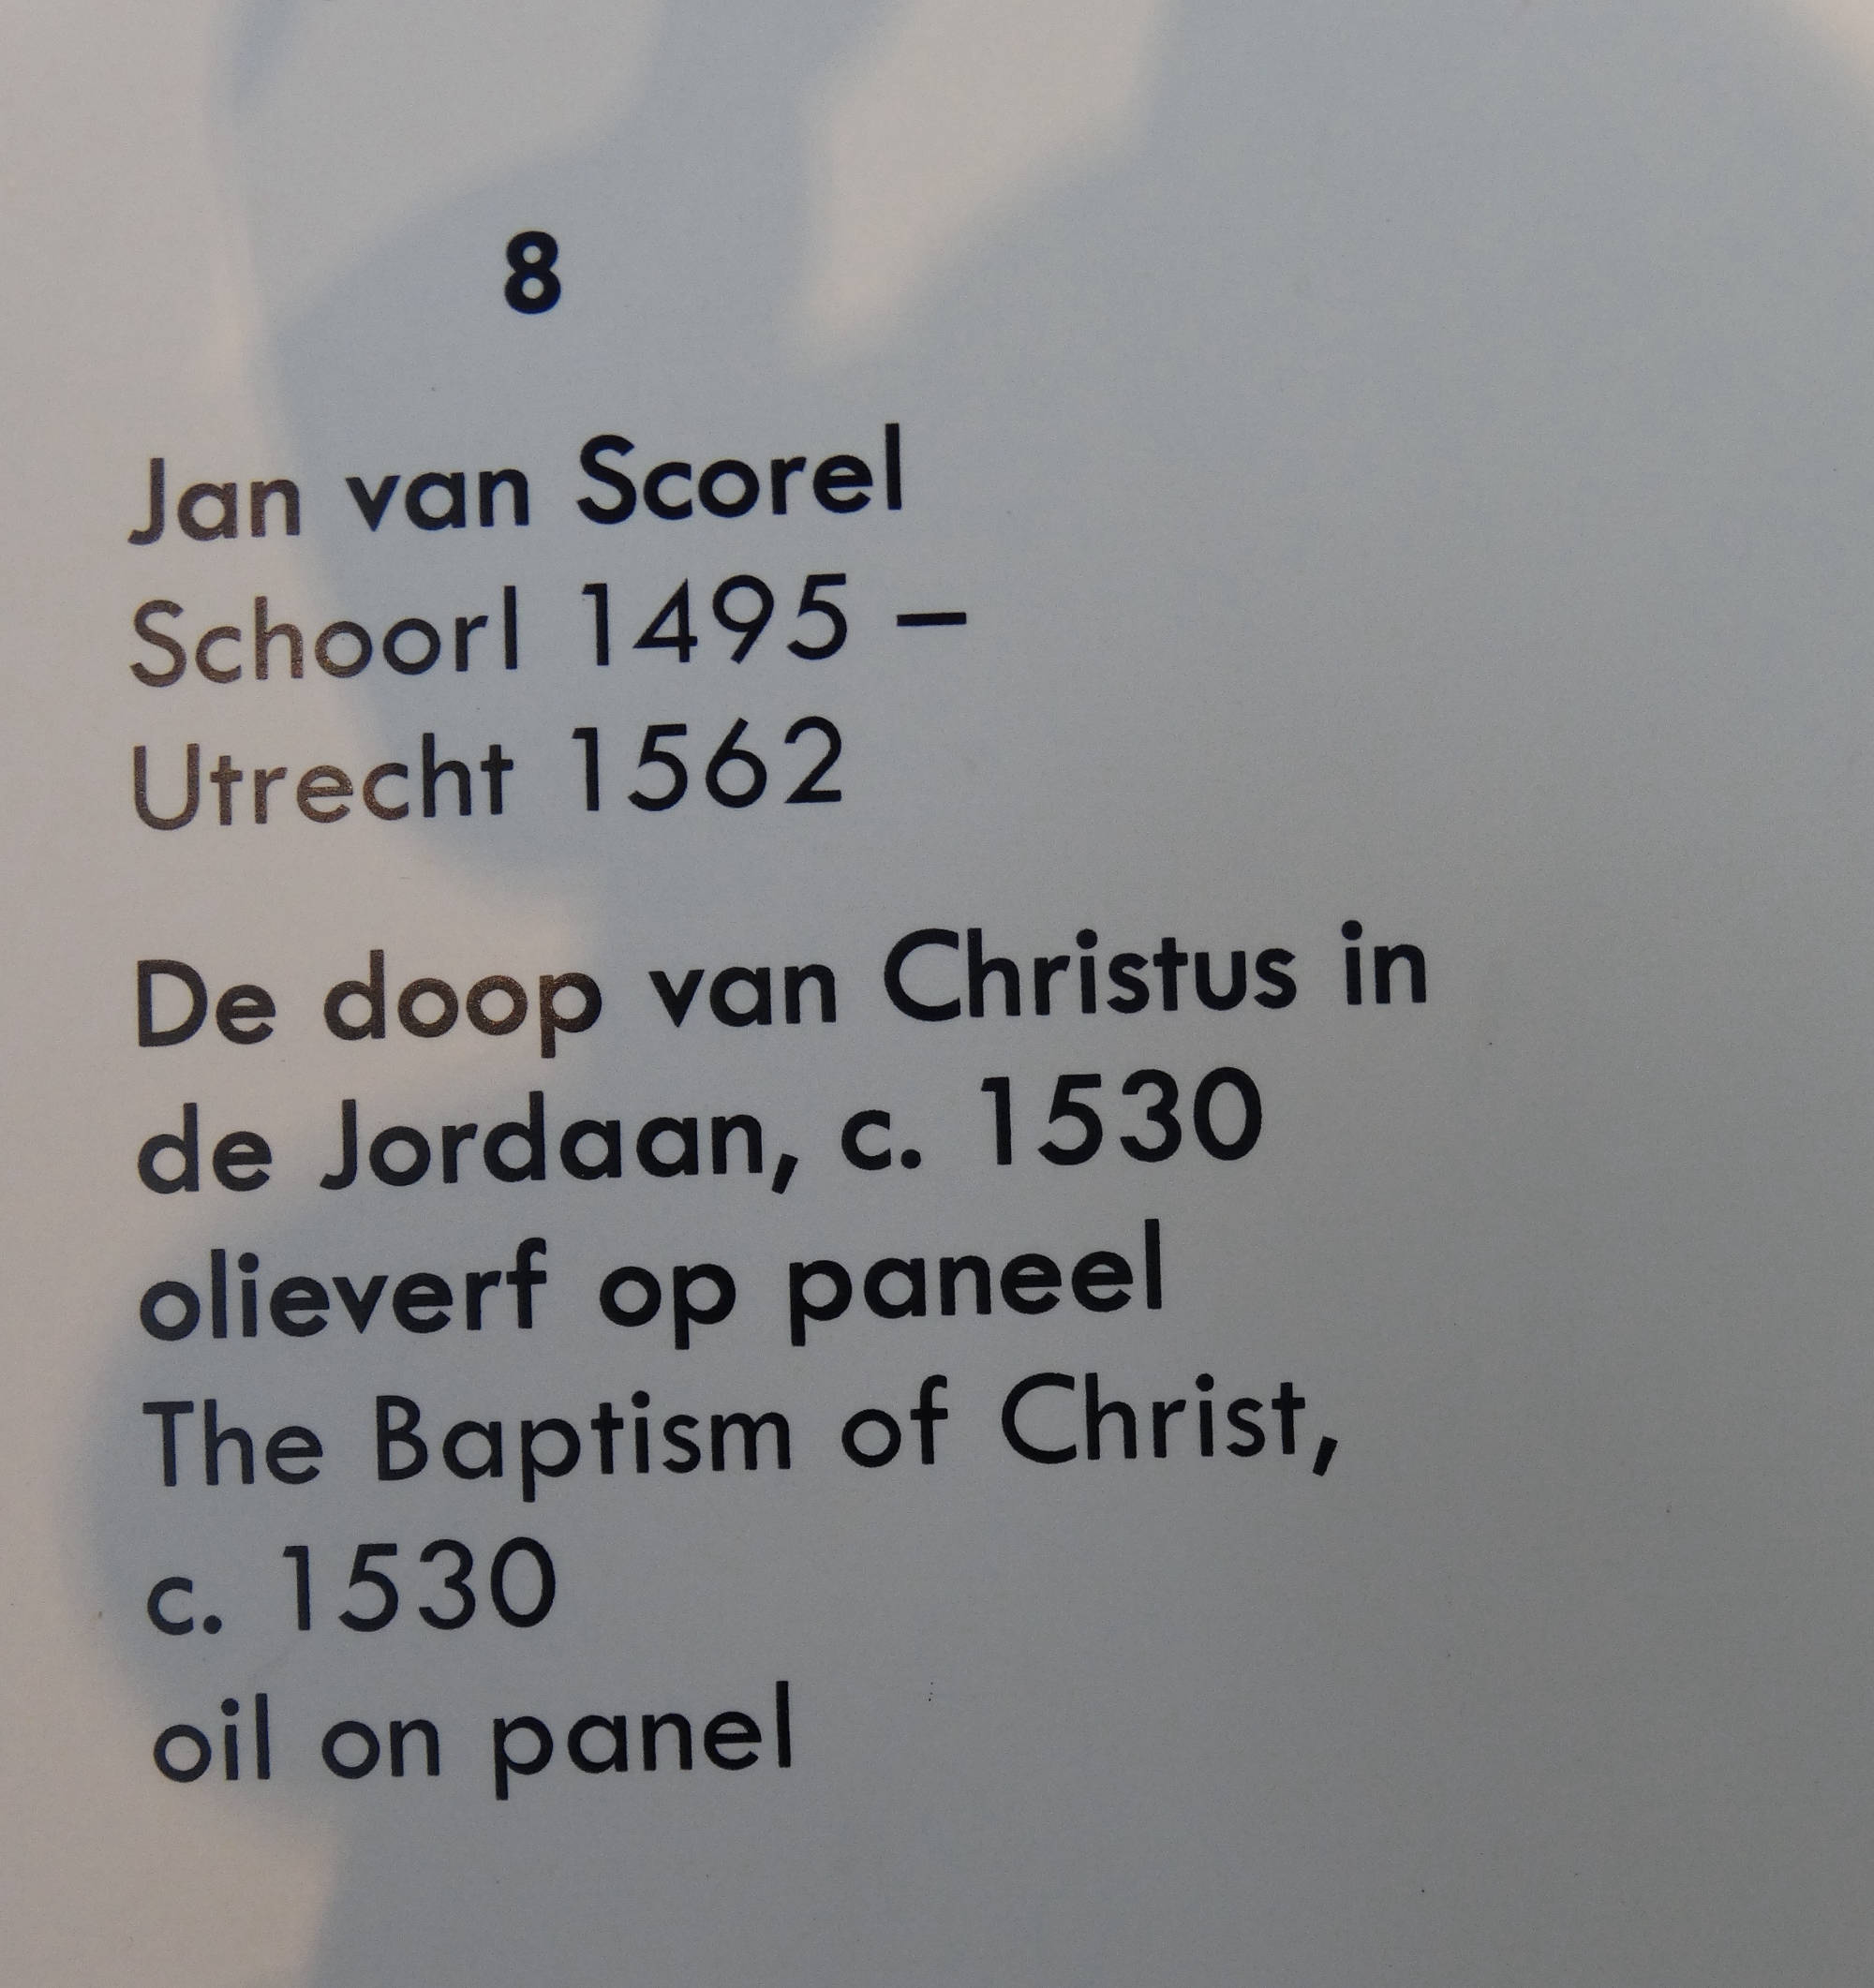 8
Jan van Scorel
Schoorl 1495 –
Utrecht 1562
De doop van Christus in
de Jordaan, c. 1530
olieverf op paneel
The Baptism of Christ,
c. 1530
oil on panel